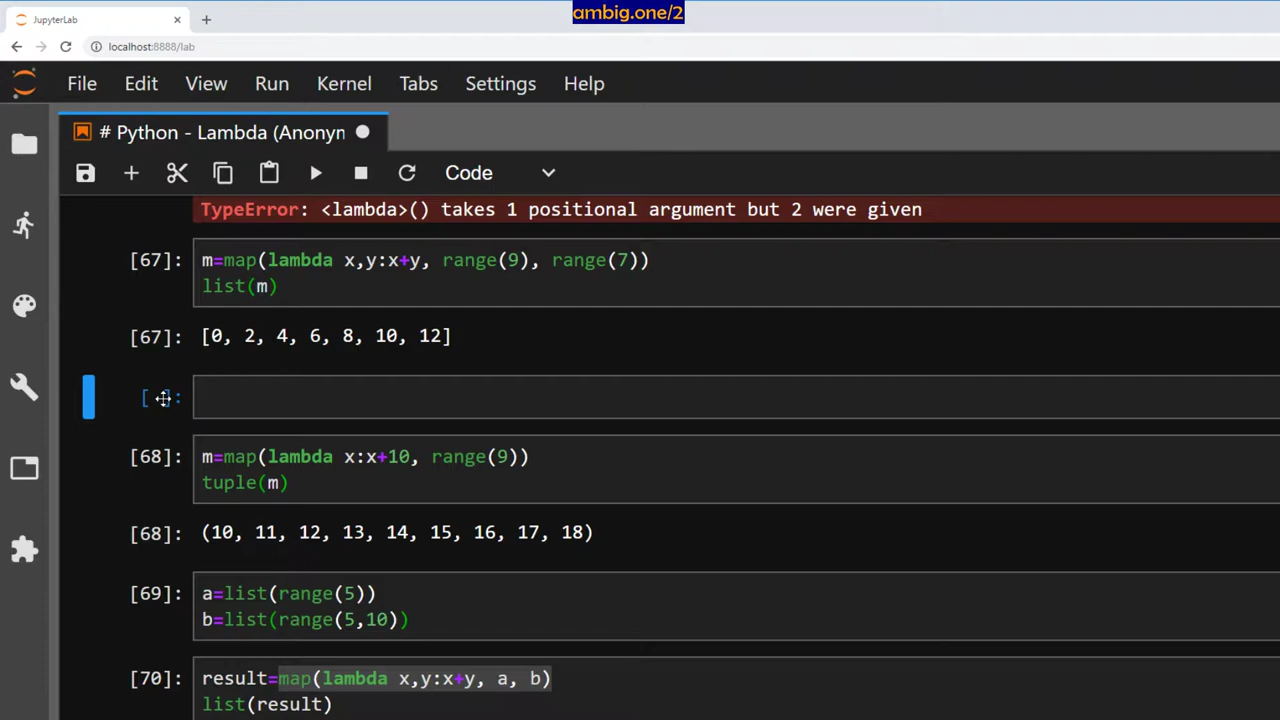 ambig.one/2
JupyterLab
localhost:8888/lab
File Edit View Run Kernel Tabs Settings Help
# Python - Lambda (Anonyn
Code
TypeError: <lambda>() takes 1 positional argument but 2 were given
[67]: m=map(lambda x,y:x+y, range(9), range(7))
list(m)
[67]: [0, 2, 4, 6, 8, 10, 12]
[ ]:
[68]: m=map(lambda x:x+10, range(9))
tuple(m)
[68]: (10, 11, 12, 13, 14, 15, 16, 17, 18)
[69]: a=list(range(5))
b=list(range(5,10))
[70]: result=map(lambda x,y:x+y, a, b)
list(result)